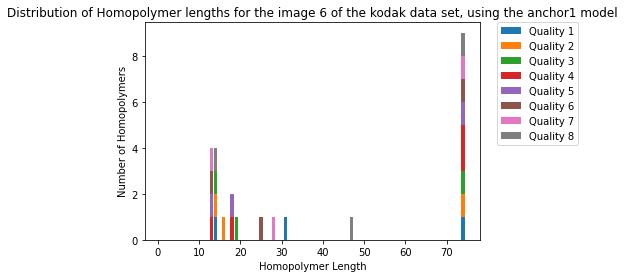 Distribution of Homopolymer lengths for the image 6 of the kodak data set, using the anchor1 model
Number of Homopolymers
8
6
4
2
0
0 10 20 30 40 50 60 70
Homopolymer Length
Quality 1
Quality 2
Quality 3
Quality 4
Quality 5
Quality 6
Quality 7
Quality 8